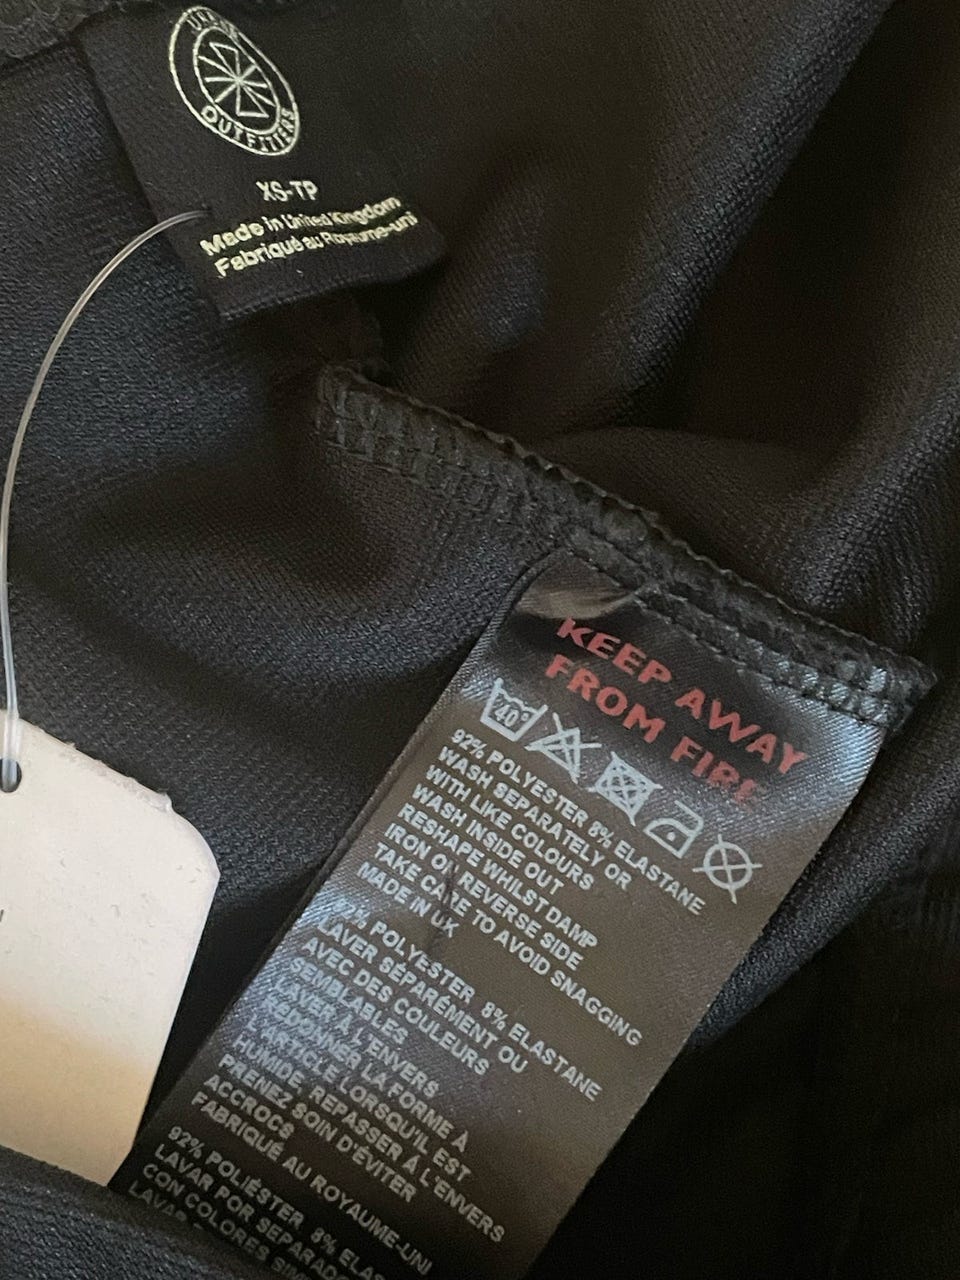 URBAN
OUTFITTERS
XS-TP
Made in United Kingdom
Fabriqué au Royaume-uni
KEEP AWAY
FROM FIRE
40°
92% POLYESTER 8% ELASTANE
WASH SEPARATELY OR
WITH LIKE COLOURS
WASH INSIDE OUT
RESHAPE WHILST DAMP
IRON ON REVERSE SIDE
TAKE CARE TO AVOID SNAGGING
MADE IN UK
92% POLYESTER 8% ELASTANE
LAVER SÉPARÉMENT OU
AVEC DES COULEURS
SEMBLABLES
LAVER À L'ENVERS
REDONNER LA FORME À
L'ARTICLE LORSQU'IL EST
HUMIDE, REPASSER À L'ENVERS
PRENEZ SOIN D'ÉVITER
ACCROCS
FABRIQUÉ AU ROYAUME-UNI
92% POLIÉSTER 8% ELAS
LAVAR POR SEPARAD
CON COLORES SIM
LAVAR